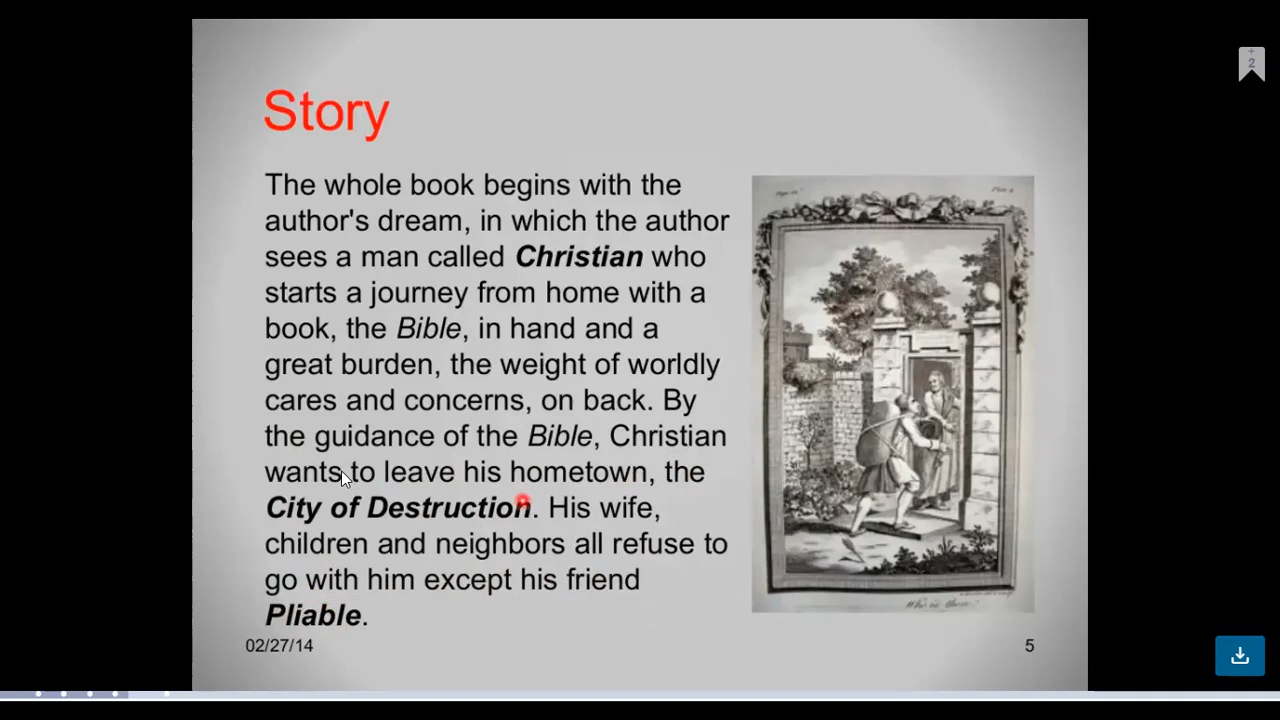 Story
The whole book begins with the
author's dream, in which the author
sees a man called Christian who
starts a journey from home with a
book, the Bible, in hand and a
great burden, the weight of worldly
cares and concerns, on back. By
the guidance of the Bible, Christian
wants to leave his hometown, the
City of Destruction. His wife,
children and neighbors all refuse to
go with him except his friend
Pliable.
02/27/14
5
2